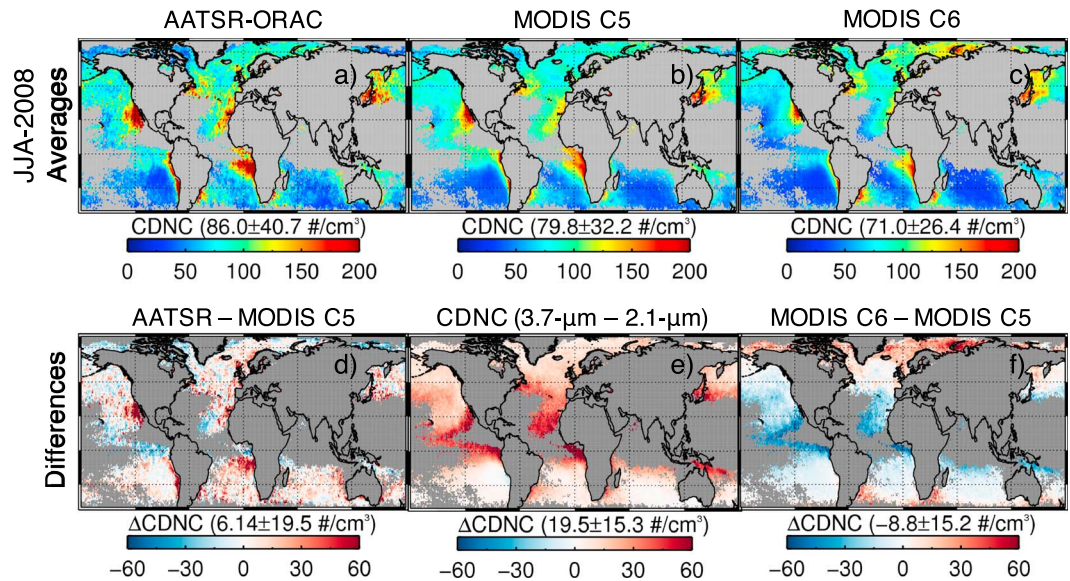 AATSR-ORAC
MODIS C5
MODIS C6
JJA-2008
Averages
a)
b)
c)
CDNC (86.0±40.7 #/cm³)
CDNC (79.8±32.2 #/cm³)
CDNC (71.0±26.4 #/cm³)
0 50 100 150 200
0 50 100 150 200
0 50 100 150 200
AATSR – MODIS C5
CDNC (3.7-µm – 2.1-µm)
MODIS C6 – MODIS C5
Differences
d)
e)
f)
ΔCDNC (6.14±19.5 #/cm³)
ΔCDNC (19.5±15.3 #/cm³)
ΔCDNC (−8.8±15.2 #/cm³)
−60 −30 0 30 60
−60 −30 0 30 60
−60 −30 0 30 60